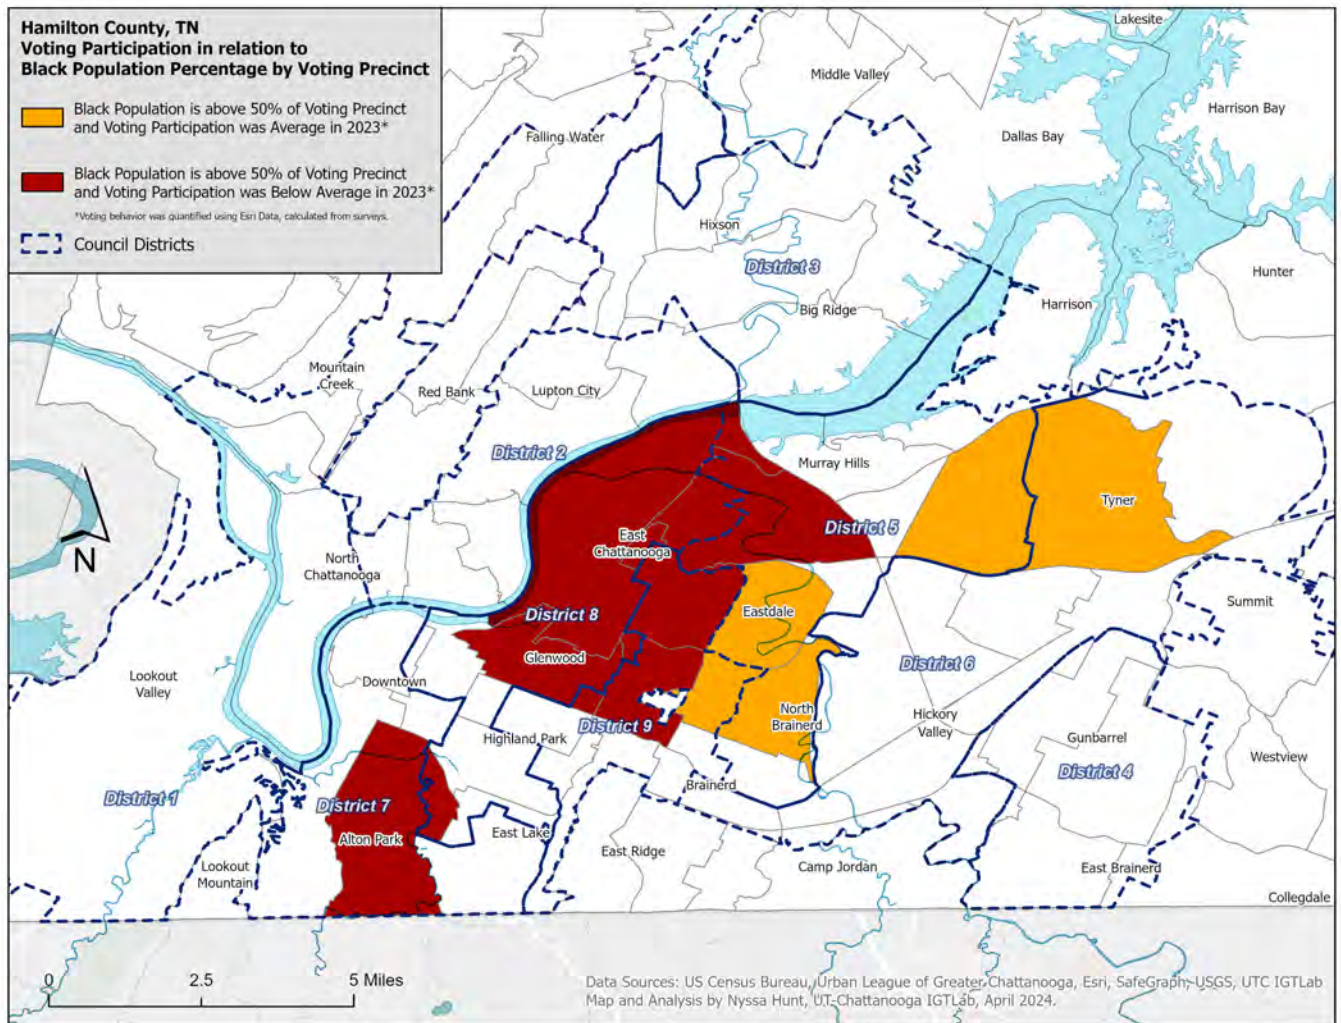 Hamilton County, TN
Voting Participation in relation to
Black Population Percentage by Voting Precinct
Black Population is above 50% of Voting Precinct
and Voting Participation was Average in 2023*
Black Population is above 50% of Voting Precinct
and Voting Participation was Below Average in 2023*
*Voting behavior was quantified using Esri Data, calculated from surveys.
Council Districts
Lakesite
Middle Valley
Harrison Bay
Dallas Bay
Falling Water
Hixson
District 3
Hunter
Harrison
Big Ridge
Mountain
Creek
Red Bank
Lupton City
District 2
Murray Hills
Tyner
District 5
East
Chattanooga
N
North
Chattanooga
Summit
Eastdale
District 8
Glenwood
District 6
Lookout
Valley
Downtown
North
Brainerd
Hickory
Valley
District 9
Highland Park
Gunbarrel
Westview
District 4
Brainerd
District 1
District 7
Alton Park
East Lake
East Ridge
Lookout
Mountain
Camp Jordan
East Brainerd
Collegdale
0 2.5 5 Miles
Data Sources: US Census Bureau, Urban League of Greater Chattanooga, Esri, SafeGraph, USGS, UTC IGTLab
Map and Analysis by Nyssa Hunt, UT-Chattanooga IGTLab, April 2024.